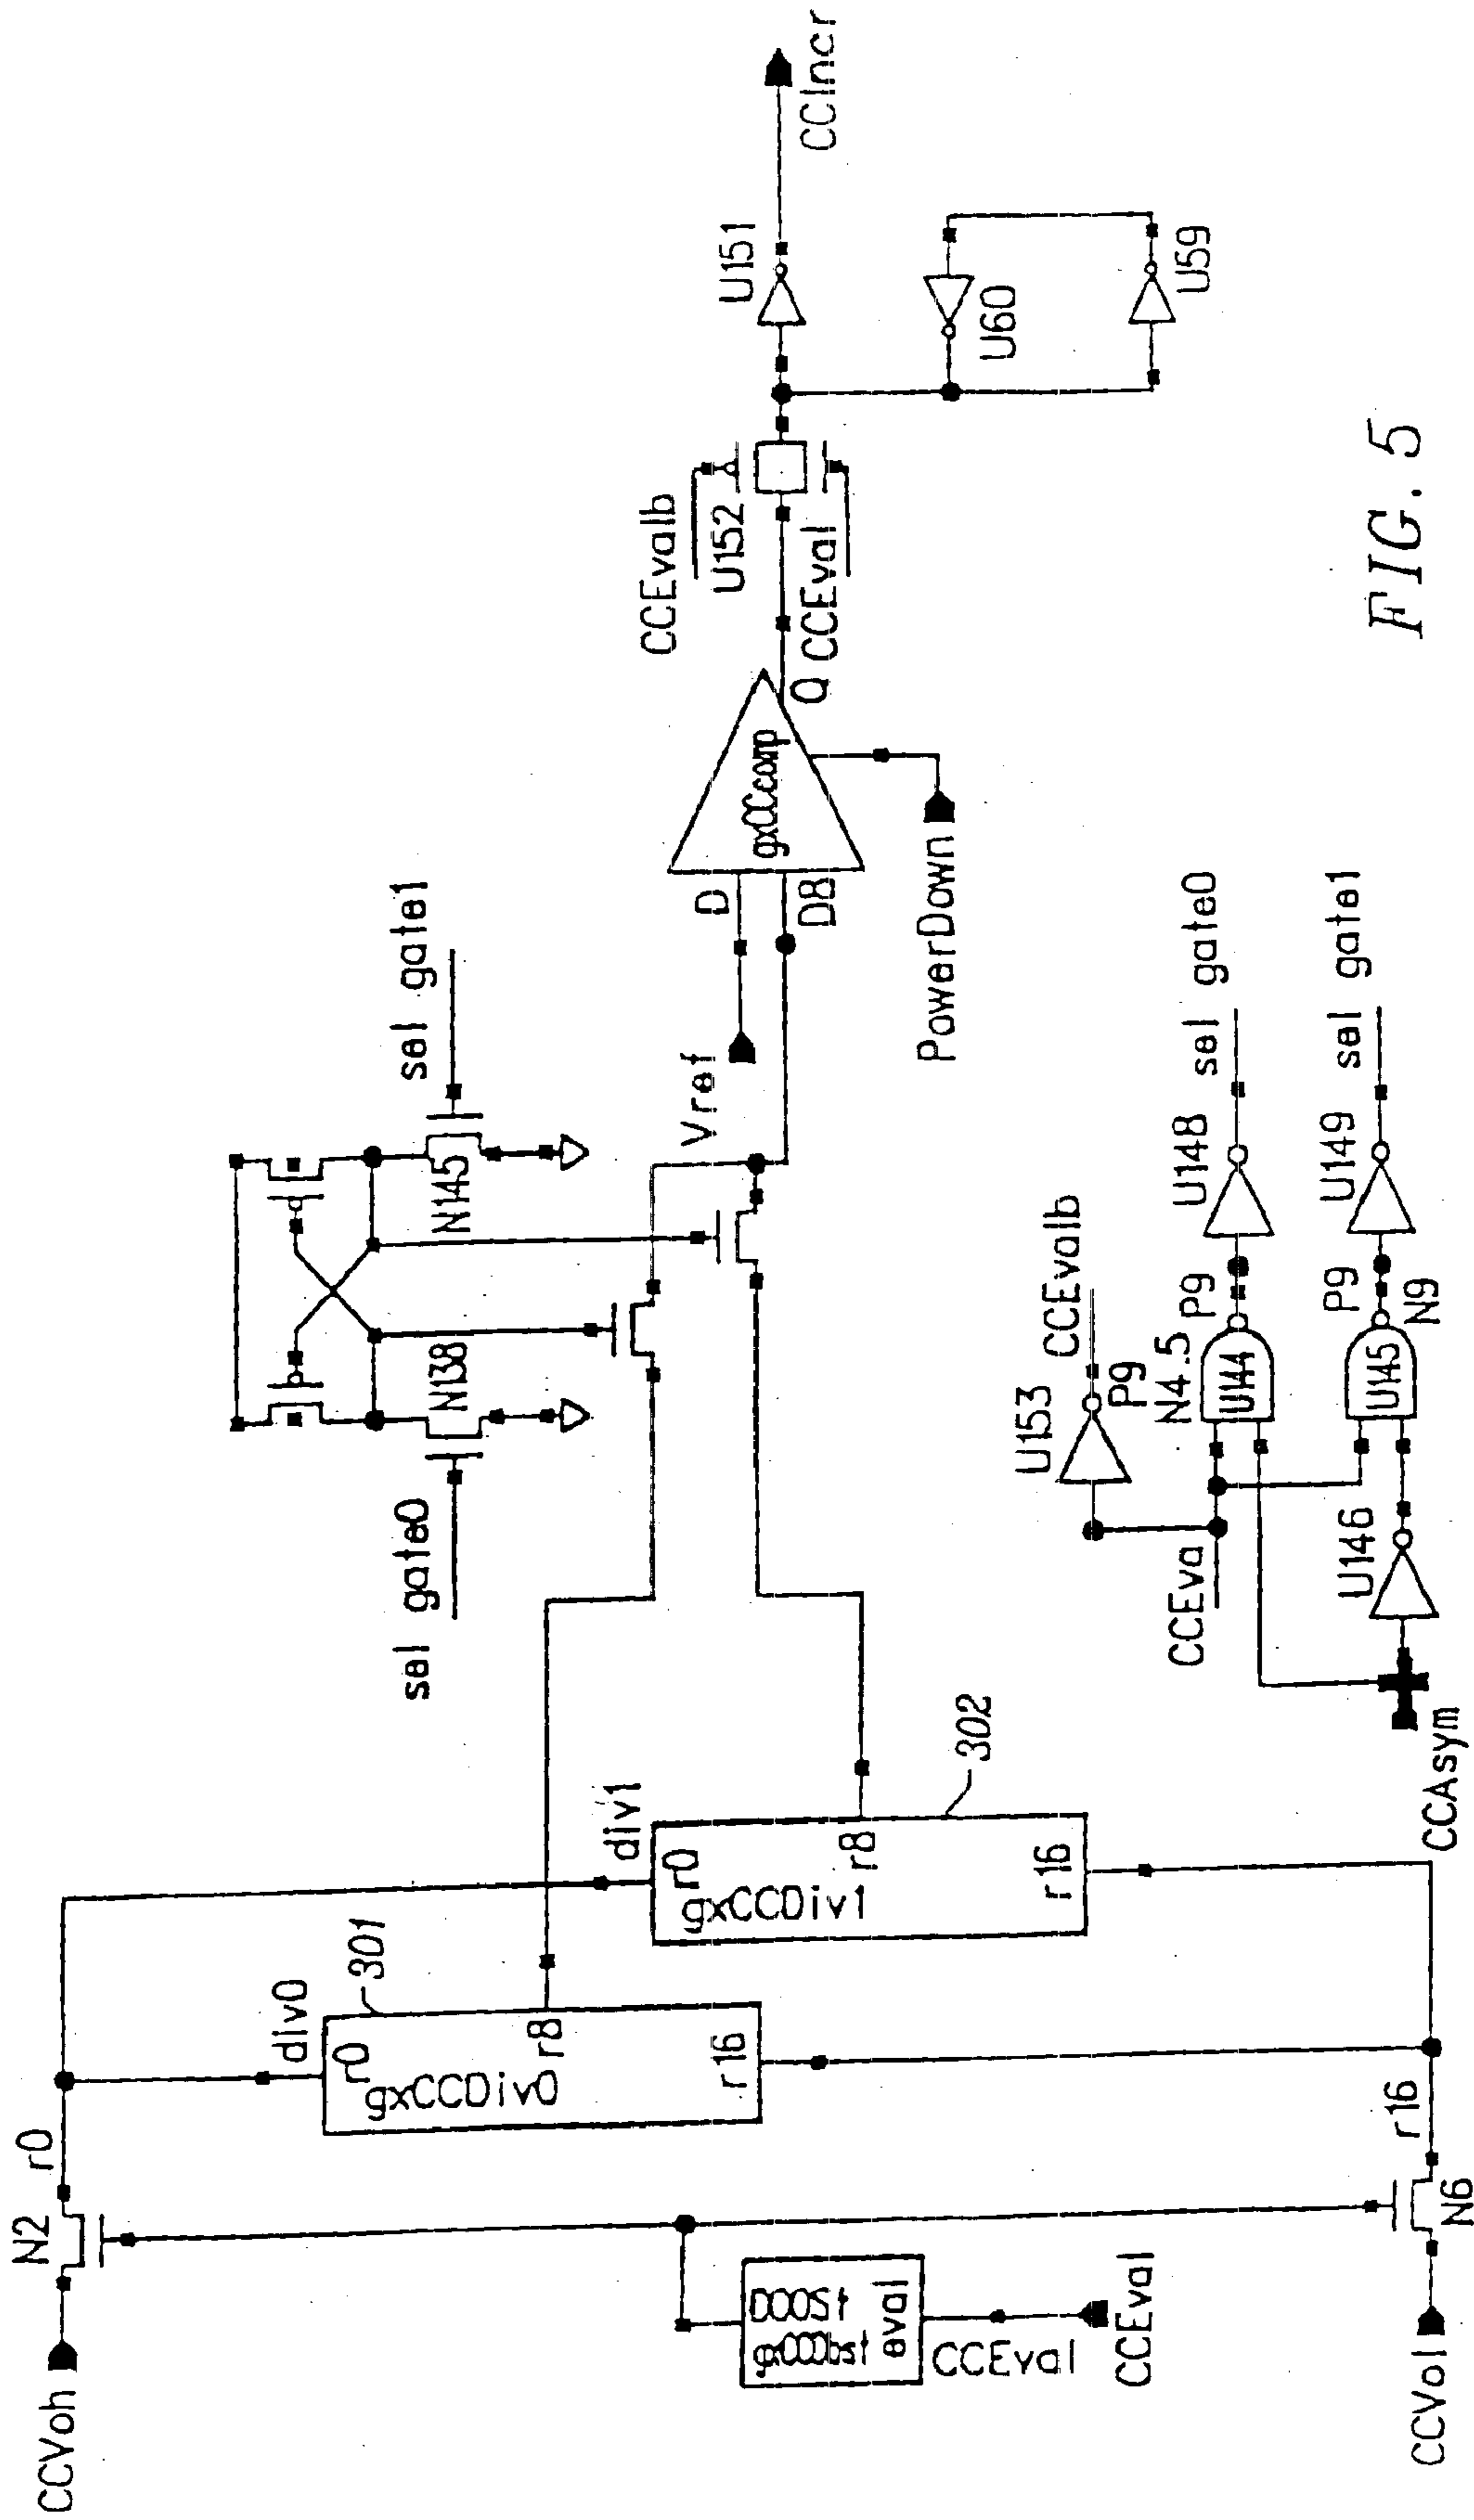 CCVoh
N2
r0
div0
301
r0
gxCCDiv0
r8
r16
div1
r0
gxCCDiv1
r8
r16
302
boost
eval
CCEval
CCEval
CCVol
N6
r16
sel gate0
N138
N145
sel gate1
Vref
D
D8
gxCCcomp
Q
PowerDown
CCEvalb
U152
CCEval
U151
CCIncr
U60
U59
CCEva
U153
CCEvalb
P9
N4.5
U144
P9
U148
sel gate0
CCAsym
U146
U145
P9
N9
U149
sel gate1
FIG. 5